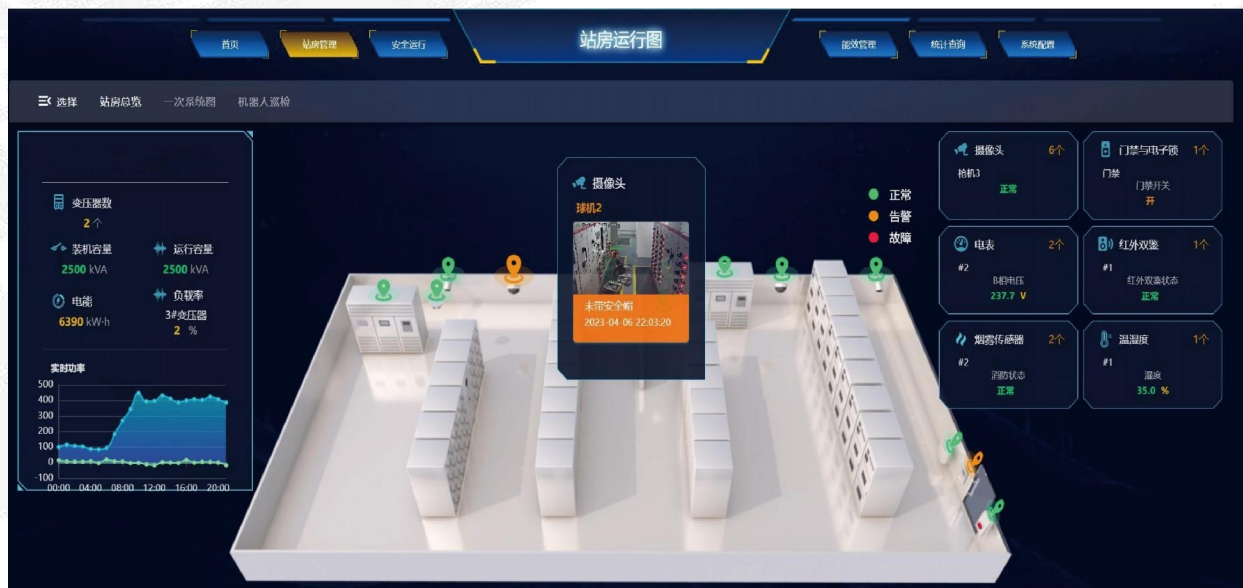 首页
站房管理
安全运行
站房运行图
能效管理
统计查询
系统配置
选择
站房总览
一次系统图
机器人巡检
变压器数
2 个
装机容量
2500 kVA
运行容量
2500 kVA
电能
6390 kW·h
负载率
3#变压器
2 %
实时功率
500
400
300
200
100
0
-100
00:00 04:00 08:00 12:00 16:00 20:00
摄像头
球机2
未带安全帽
2023-04-06 22:03:20
正常
告警
故障
摄像头 6个
枪机3
正常
门禁与电子锁 1个
门禁
门禁开关
开
电表 2个
#2
B相电压
237.7 V
红外双鉴 1个
#1
红外双鉴状态
正常
烟雾传感器 2个
#2
消防状态
正常
温湿度 1个
#1
温度
35.0 %